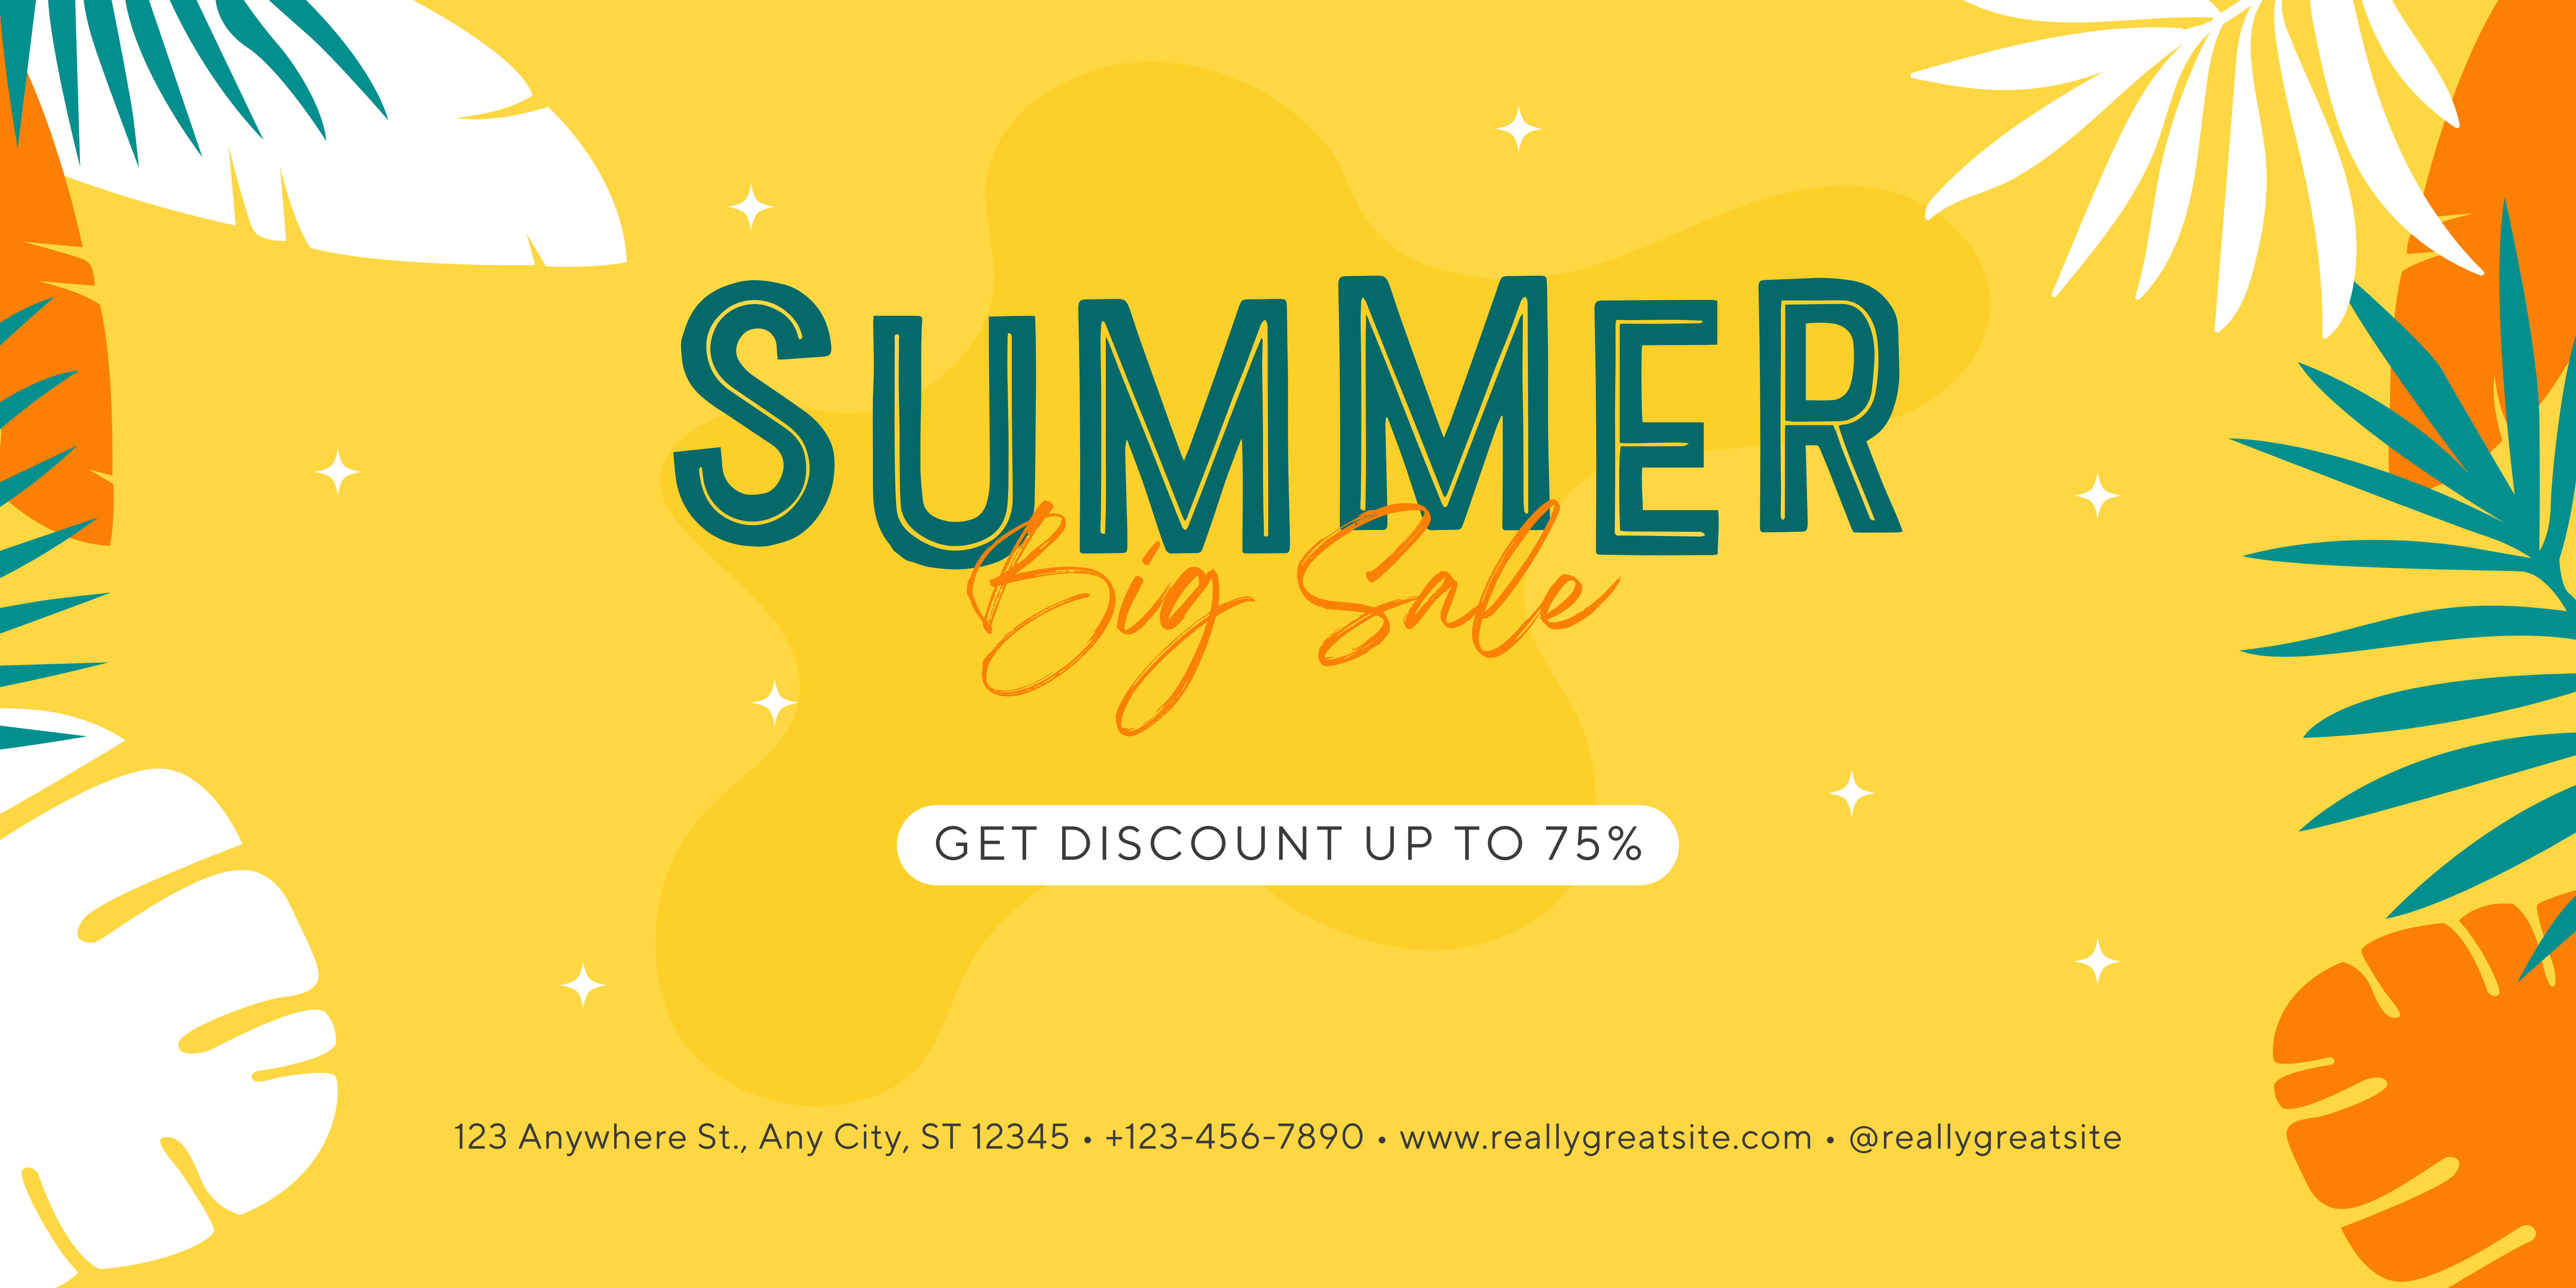 SUMMER
Big Sale
GET DISCOUNT UP TO 75%
123 Anywhere St., Any City, ST 12345 • +123-456-7890 • www.reallygreatsite.com • @reallygreatsite